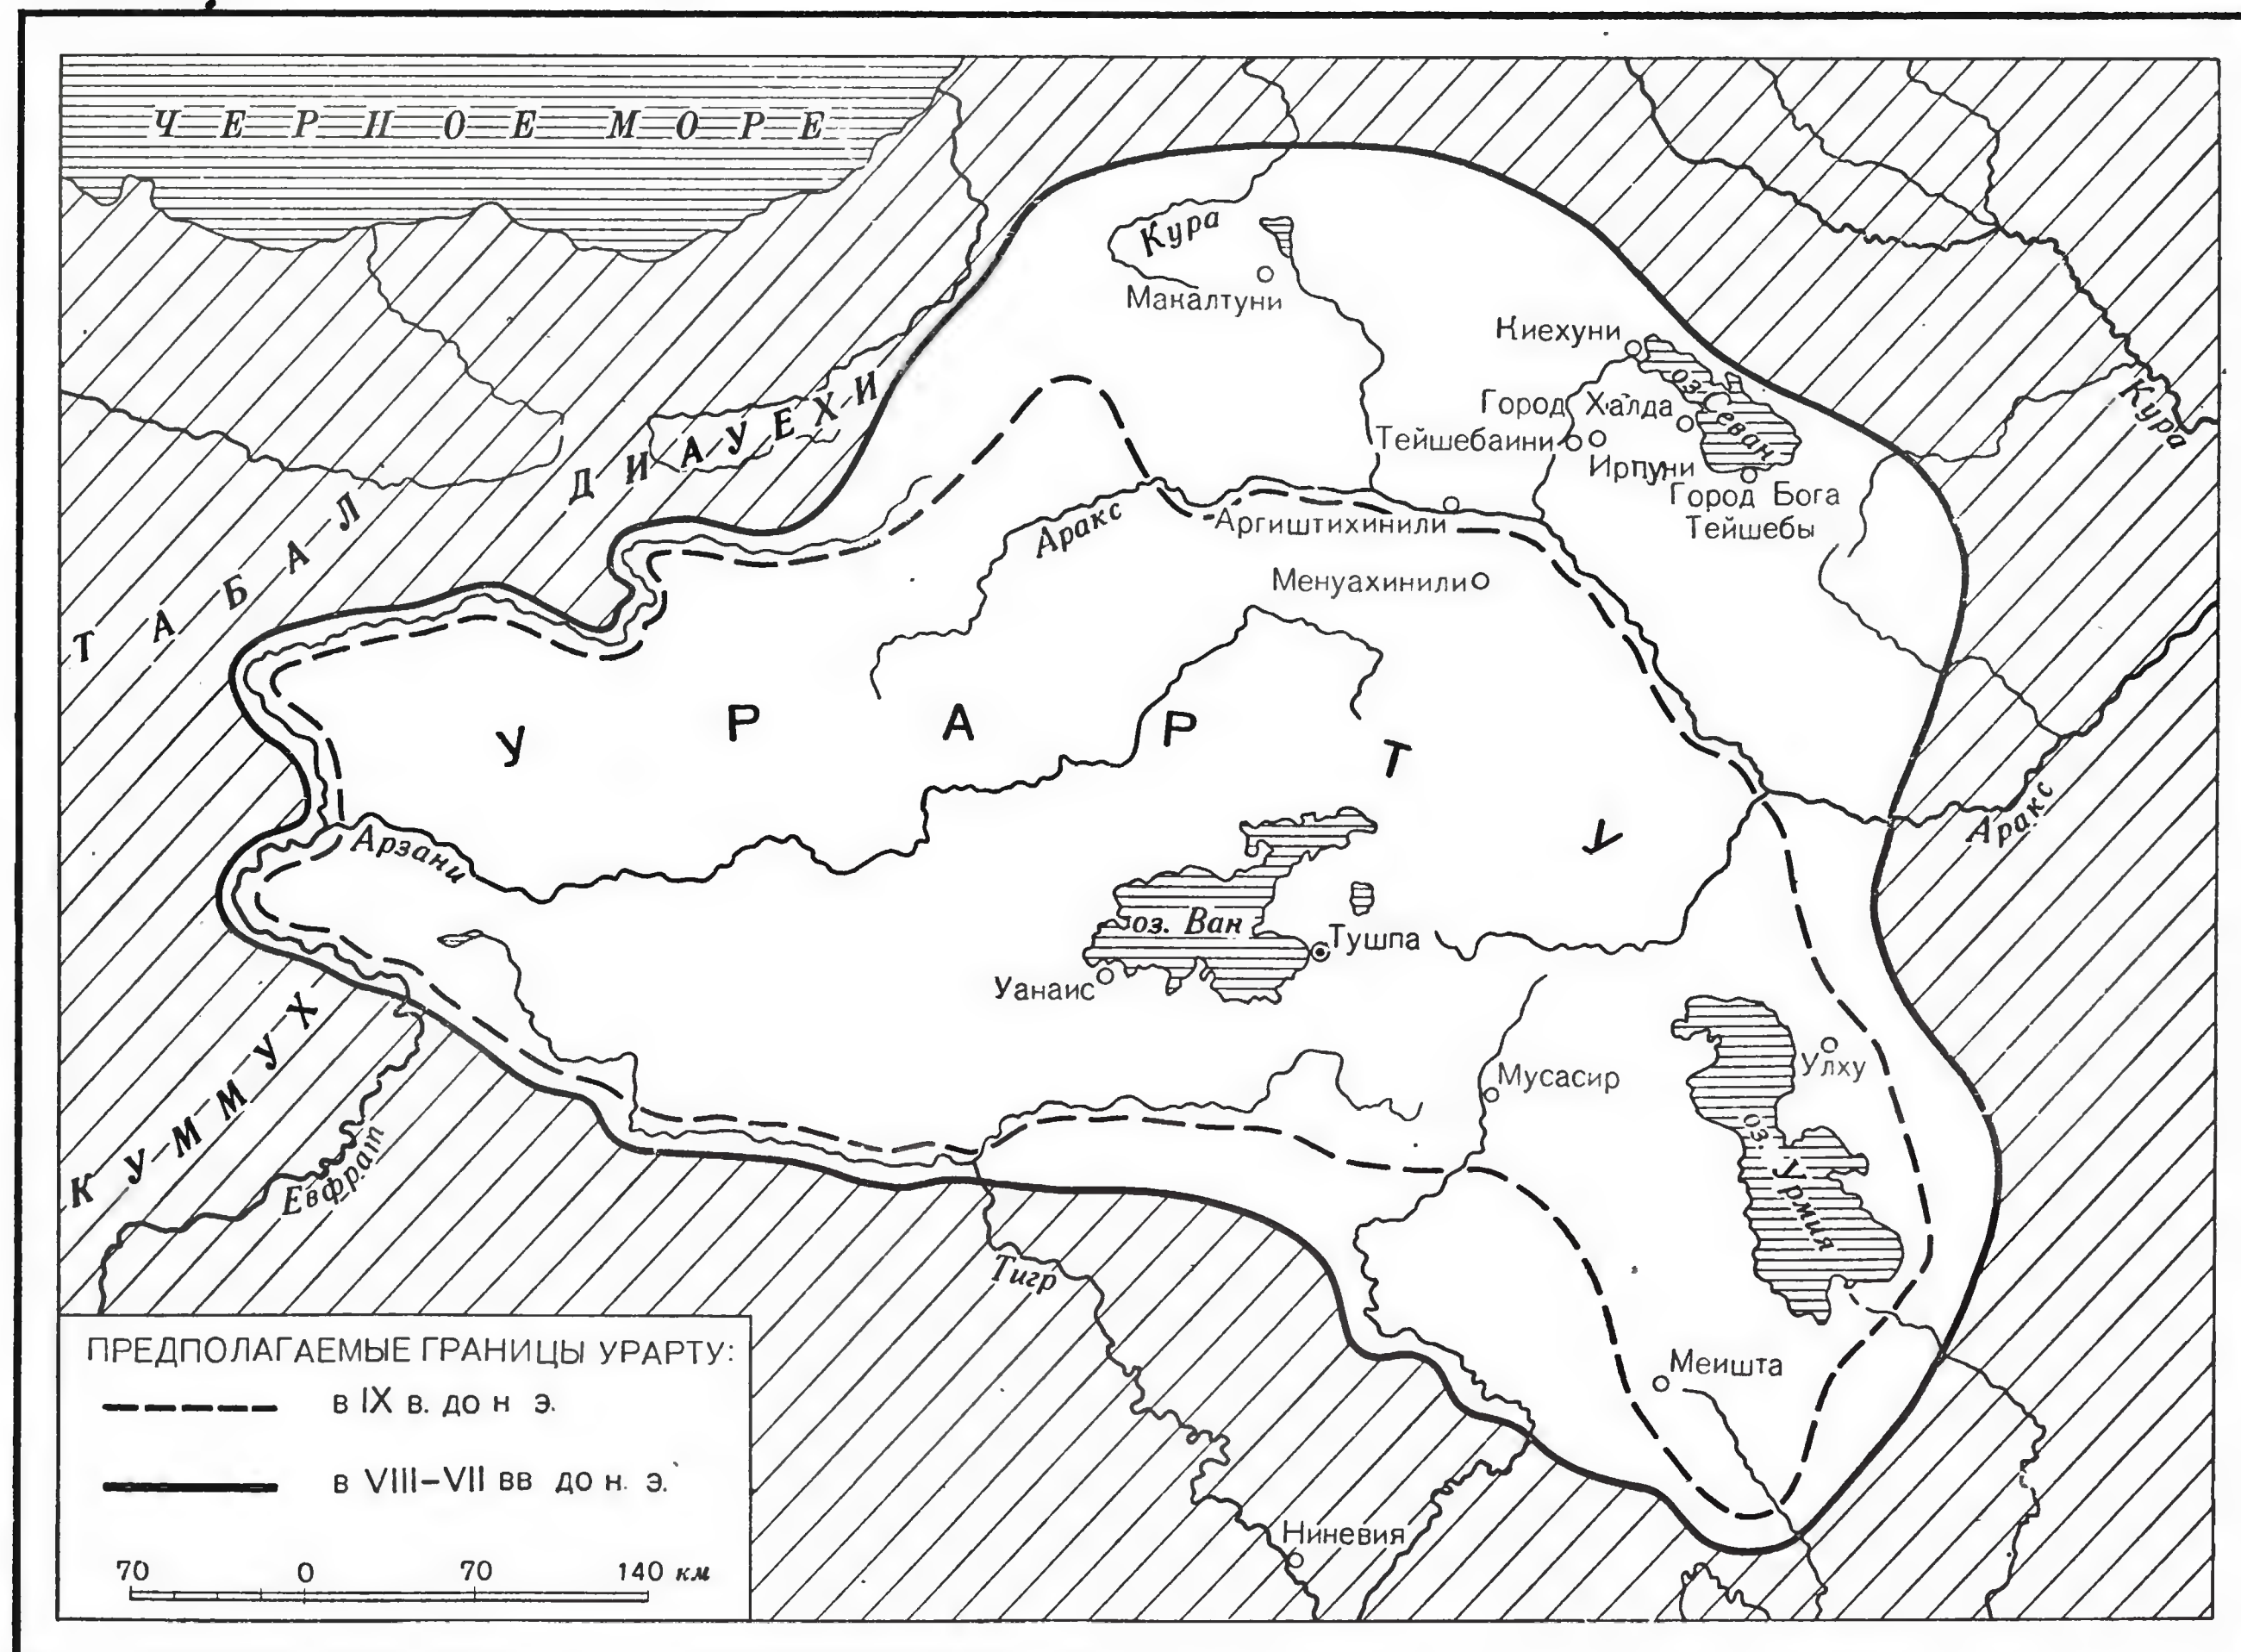 ЧЕРНОЕ МОРЕ
Кура
Макалтуни
Киехуни
оз. Севан
Город Халда
Тейшебаини
Ирпуни
Город Бога
Тейшебы
Кура
ДИАУЕХИ
ТАБАЛ
Аракс
Аргиштихинили
Менуахинили
УРАРТУ
Аракс
Арзани
оз. Ван
Тушпа
Уанаис
КУММУХ
Евфрат
Мусасир
Улху
оз. Урмия
Тигр
Меишта
Ниневия
ПРЕДПОЛАГАЕМЫЕ ГРАНИЦЫ УРАРТУ:
в IX в. до н э.
в VIII–VII вв до н. э.
70 0 70 140 км